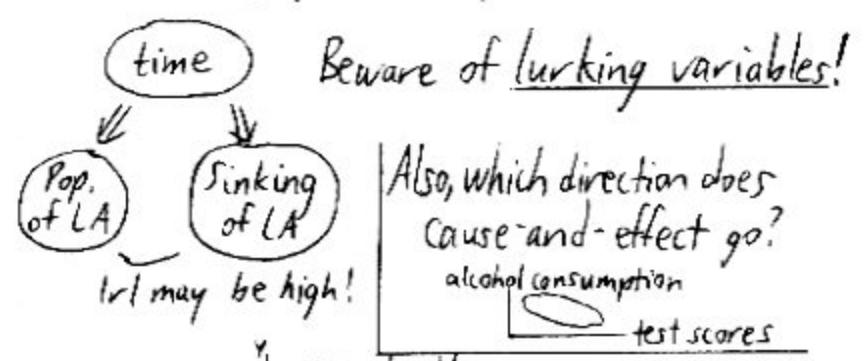 time
Beware of lurking variables!
Pop.
of LA
Sinking
of LA
|r| may be high!
Also, which direction does
cause-and-effect go?
alcohol consumption
test scores